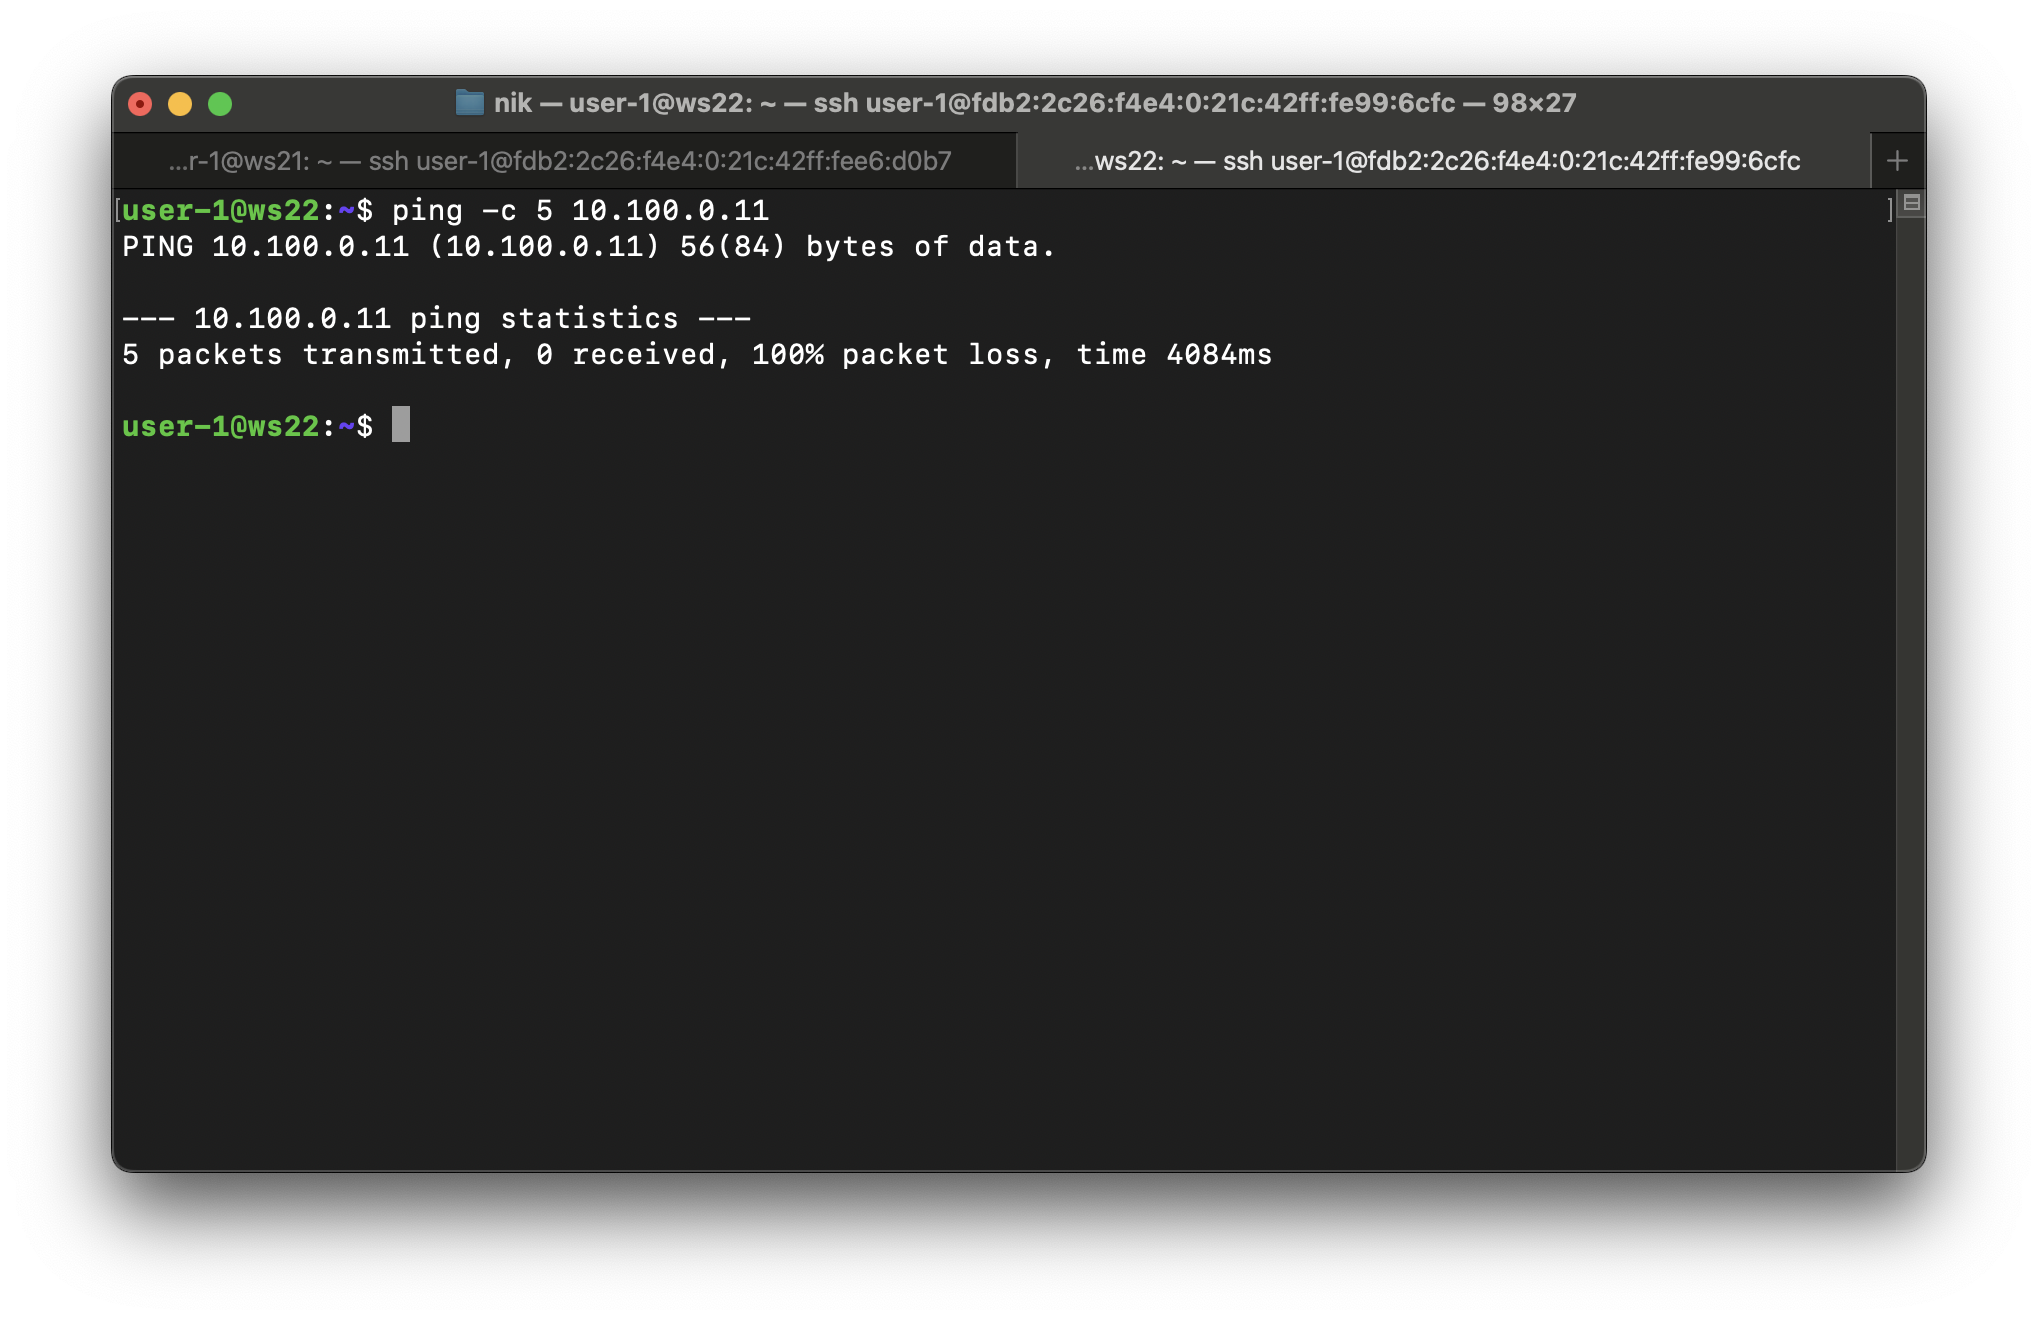 nik — user-1@ws22: ~ — ssh user-1@fdb2:2c26:f4e4:0:21c:42ff:fe99:6cfc — 98×27
...r-1@ws21: ~ — ssh user-1@fdb2:2c26:f4e4:0:21c:42ff:fee6:d0b7
...ws22: ~ — ssh user-1@fdb2:2c26:f4e4:0:21c:42ff:fe99:6cfc
+
[user-1@ws22:~$ ping -c 5 10.100.0.11 ]
PING 10.100.0.11 (10.100.0.11) 56(84) bytes of data.
--- 10.100.0.11 ping statistics ---
5 packets transmitted, 0 received, 100% packet loss, time 4084ms
user-1@ws22:~$